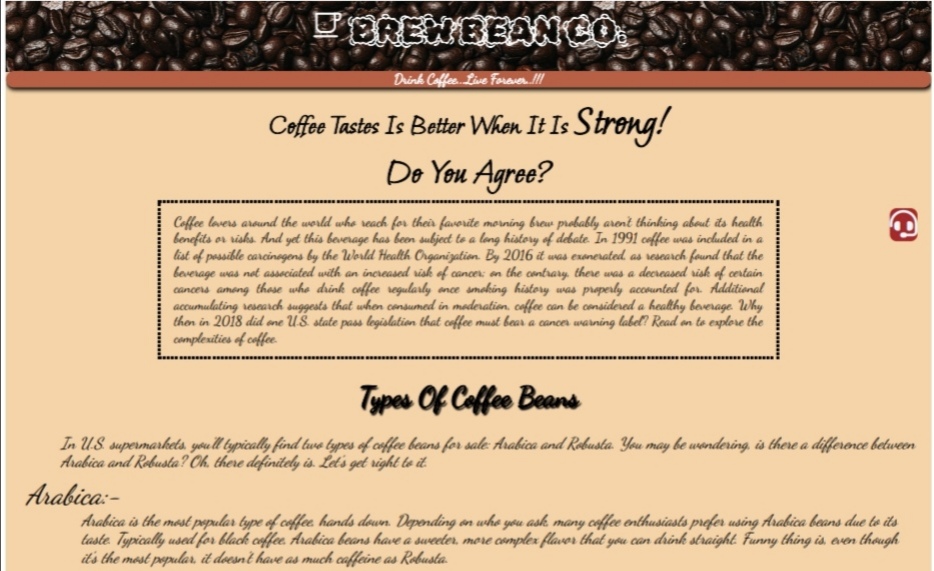 BREW BEAN CO.
Drink Coffee...Live Forever..!!!
Coffee Tastes Is Better When It Is Strong!
Do You Agree?
Coffee lovers around the world who reach for their favorite morning brew probably aren't thinking about its health
benefits or risks. And yet this beverage has been subject to a long history of debate. In 1991 coffee was included in a
list of possible carcinogens by the World Health Organization. By 2016 it was exonerated, as research found that the
beverage was not associated with an increased risk of cancer; on the contrary, there was a decreased risk of certain
cancers among those who drink coffee regularly once smoking history was properly accounted for. Additional
accumulating research suggests that when consumed in moderation, coffee can be considered a healthy beverage. Why
then in 2018 did one U.S. state pass legislation that coffee must bear a cancer warning label? Read on to explore the
complexities of coffee.
Types Of Coffee Beans
In U.S. supermarkets, you'll typically find two types of coffee beans for sale: Arabica and Robusta. You may be wondering, is there a difference between
Arabica and Robusta? Oh, there definitely is. Let's get right to it.
Arabica:-
Arabica is the most popular type of coffee, hands down. Depending on who you ask, many coffee enthusiasts prefer using Arabica beans due to its
taste. Typically used for black coffee, Arabica beans have a sweeter, more complex flavor that you can drink straight. Funny thing is, even though
it's the most popular, it doesn't have as much caffeine as Robusta.